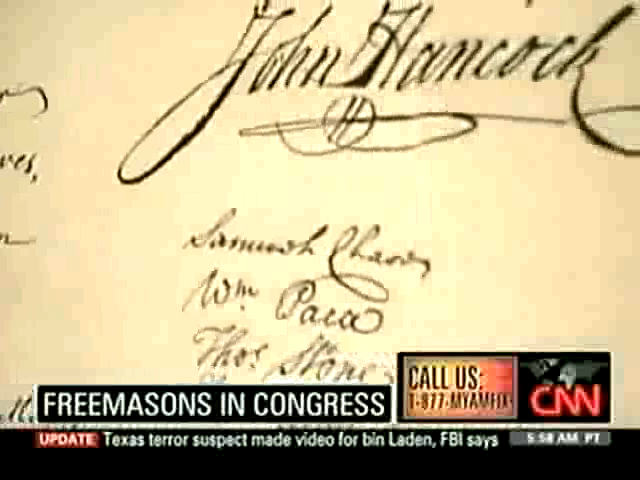 John Hancock
ves,
Samuel Chase
Wm Paca
Thos Stone
FREEMASONS IN CONGRESS
CALL US:
1-877-MYAMFIX
CNN
UPDATE Texas terror suspect made video for bin Laden, FBI says 5:58 AM PT